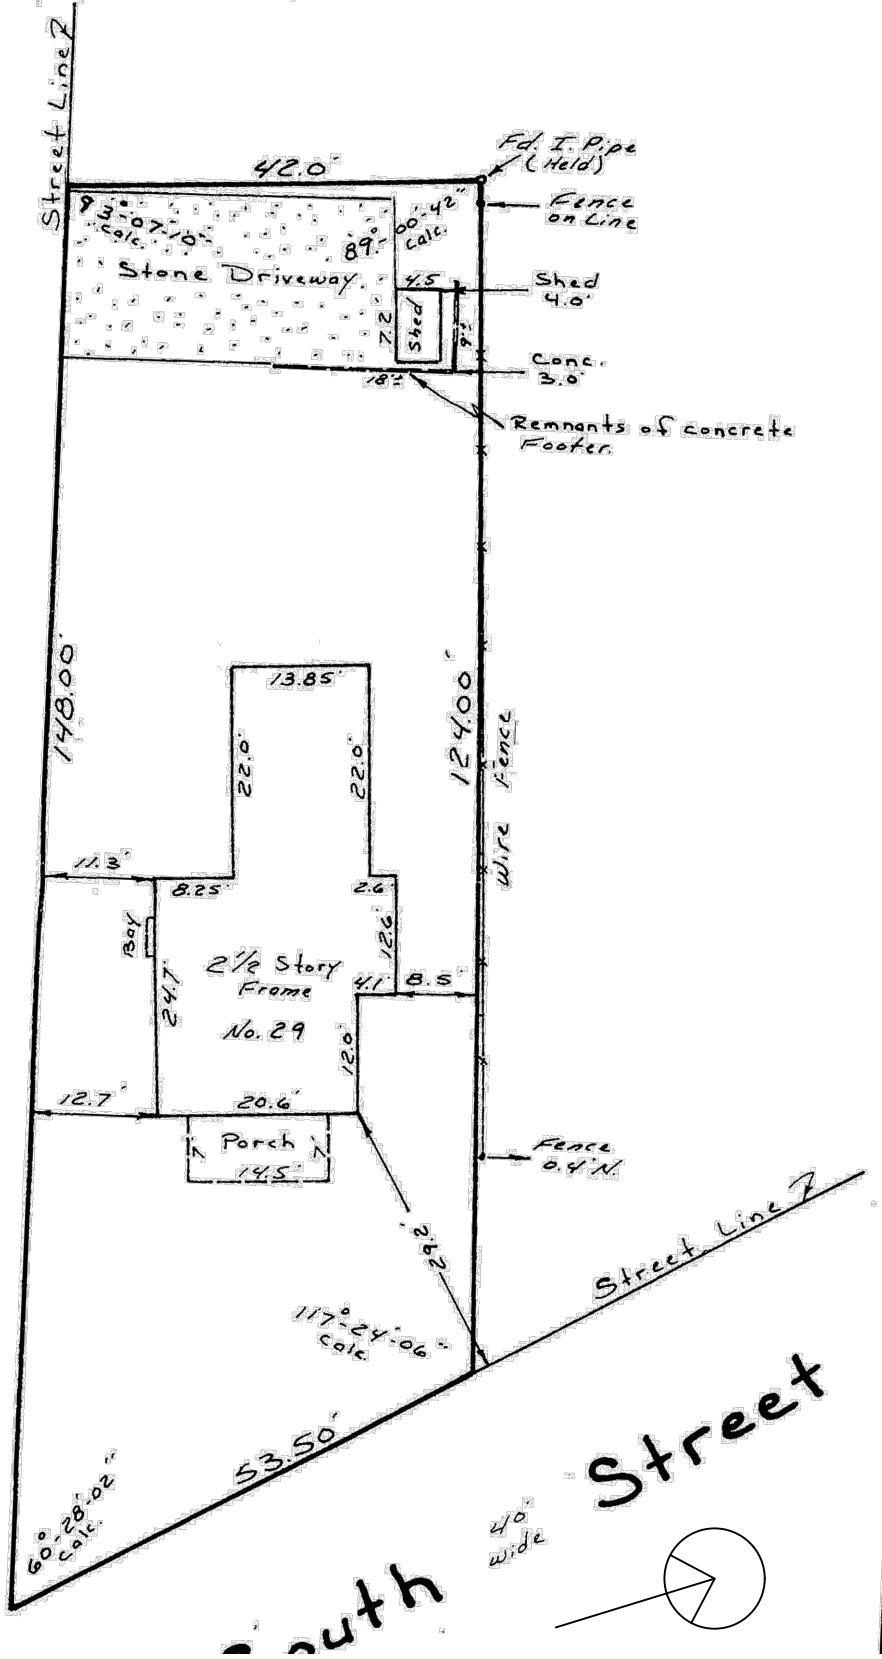 Street Line
42.0'
Fd. I. Pipe
(Held)
Fence
on Line
93°-07'-10"
calc.
89°-00'-42"
calc.
Stone Driveway.
4.5
Shed
4.0'
7.2
Shed
9'±
Conc.
3.0'
18'±
Remnants of concrete
Footer.
148.00'
13.85'
124.00'
22.0'
22.0'
Wire Fence
11.3'
8.25'
2.6'
Bay
12.6'
24.7'
2 1/2 Story
Frame
4.1'
8.5'
No. 29
12.0'
12.7'
20.6'
Porch
7'
7'
14.5'
Fence
0.4' N.
29.2'
Street Line
117°-24'-06"
calc.
53.50'
60°-28'-02"
calc.
South Street
40'
wide